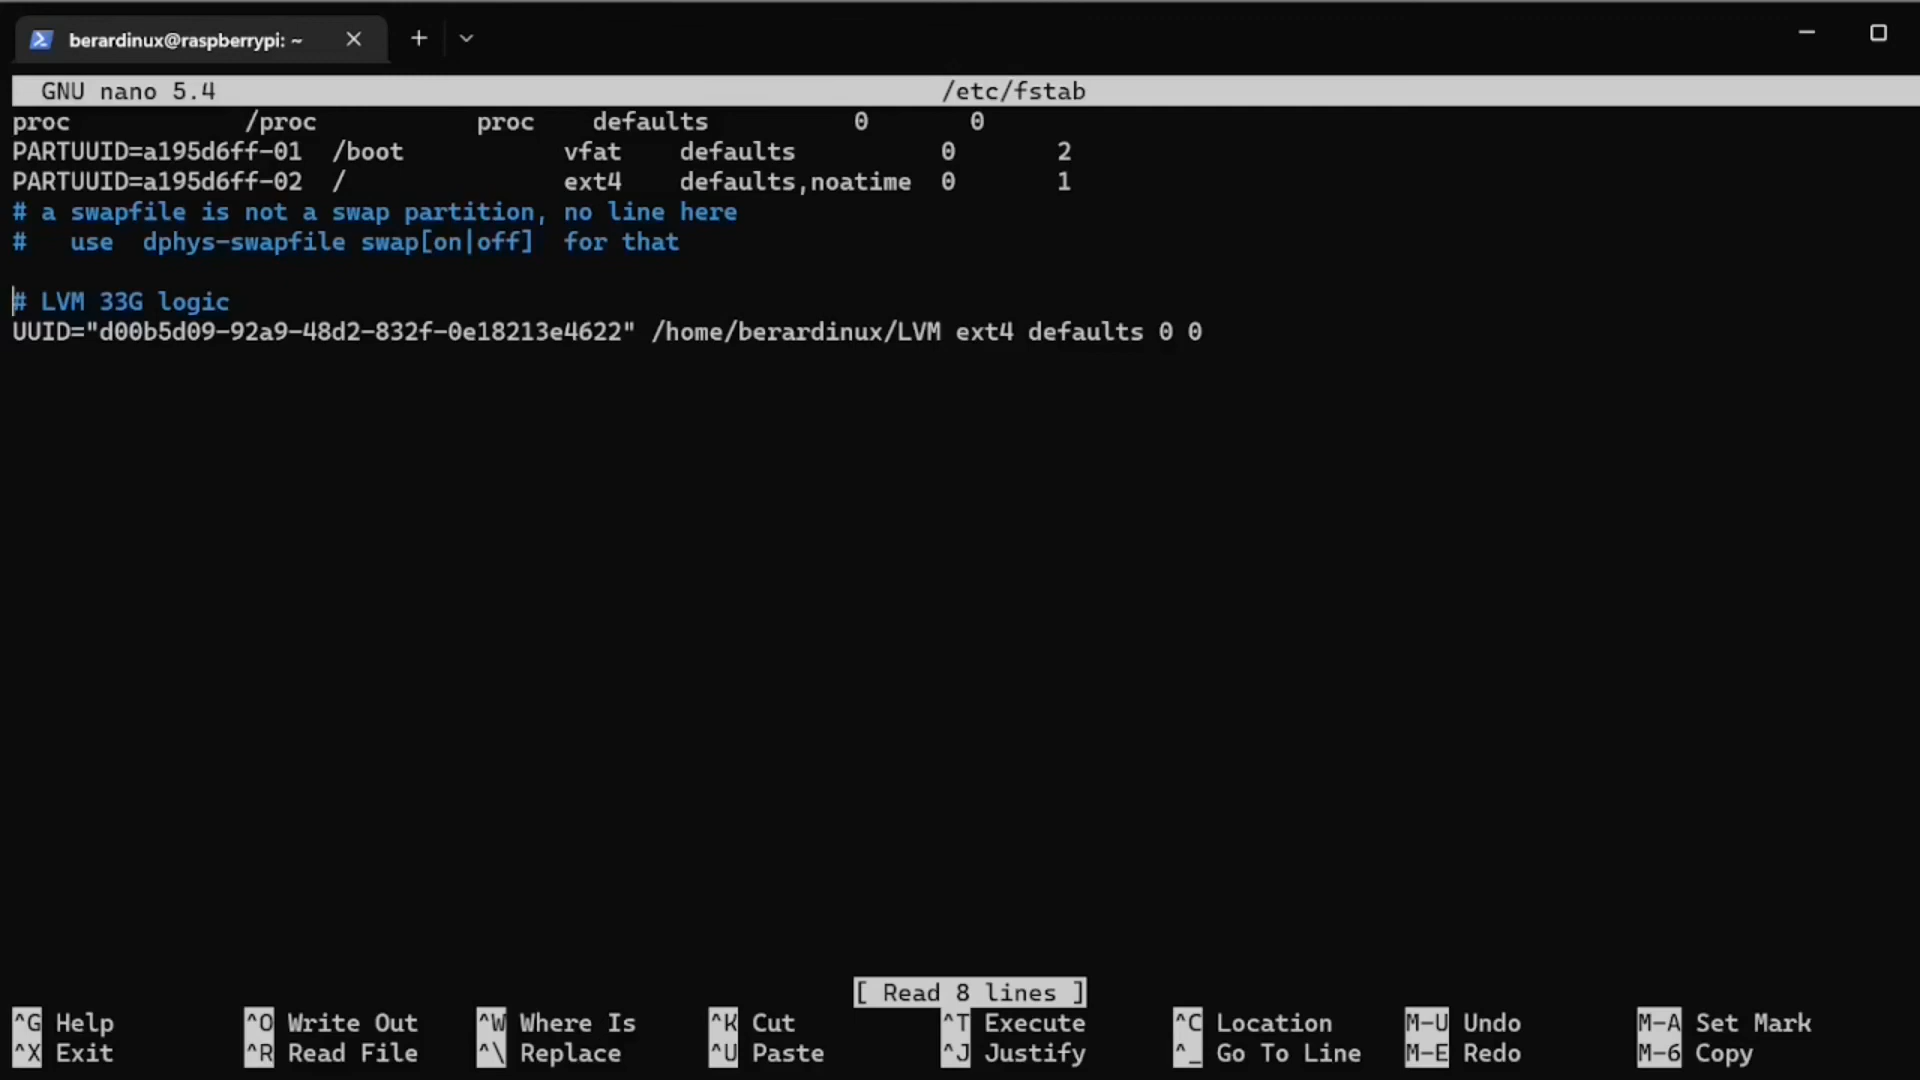 berardinux@raspberrypi: ~
GNU nano 5.4 /etc/fstab
proc /proc proc defaults 0 0
PARTUUID=a195d6ff-01 /boot vfat defaults 0 2
PARTUUID=a195d6ff-02 / ext4 defaults,noatime 0 1
# a swapfile is not a swap partition, no line here
# use dphys-swapfile swap[on|off] for that
# LVM 33G logic
UUID="d00b5d09-92a9-48d2-832f-0e18213e4622" /home/berardinux/LVM ext4 defaults 0 0
[ Read 8 lines ]
^G Help ^O Write Out ^W Where Is ^K Cut ^T Execute ^C Location M-U Undo M-A Set Mark
^X Exit ^R Read File ^\ Replace ^U Paste ^J Justify ^_ Go To Line M-E Redo M-6 Copy